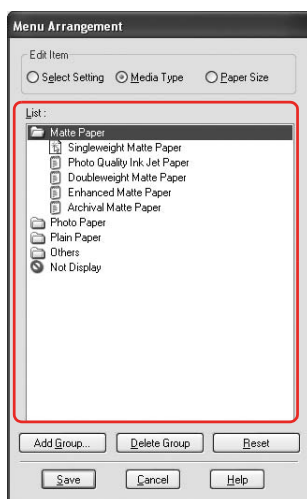 Menu Arrangement
Edit Item
Select Setting Media Type Paper Size
List :
Matte Paper
Singleweight Matte Paper
Photo Quality Ink Jet Paper
Doubleweight Matte Paper
Enhanced Matte Paper
Archival Matte Paper
Photo Paper
Plain Paper
Others
Not Display
Add Group... Delete Group Reset
Save Cancel Help